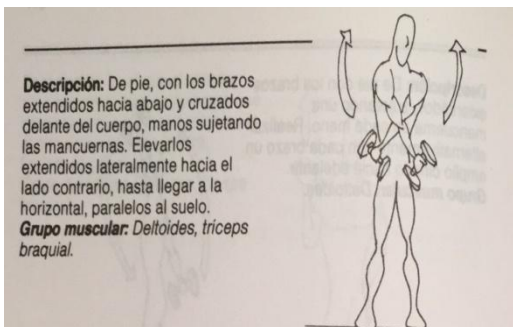 Descripción: De pie, con los brazos
extendidos hacia abajo y cruzados
delante del cuerpo, manos sujetando
las mancuernas. Elevarlos
extendidos lateralmente hacia el
lado contrario, hasta llegar a la
horizontal, paralelos al suelo.
Grupo muscular: Deltoides, triceps
braquial.